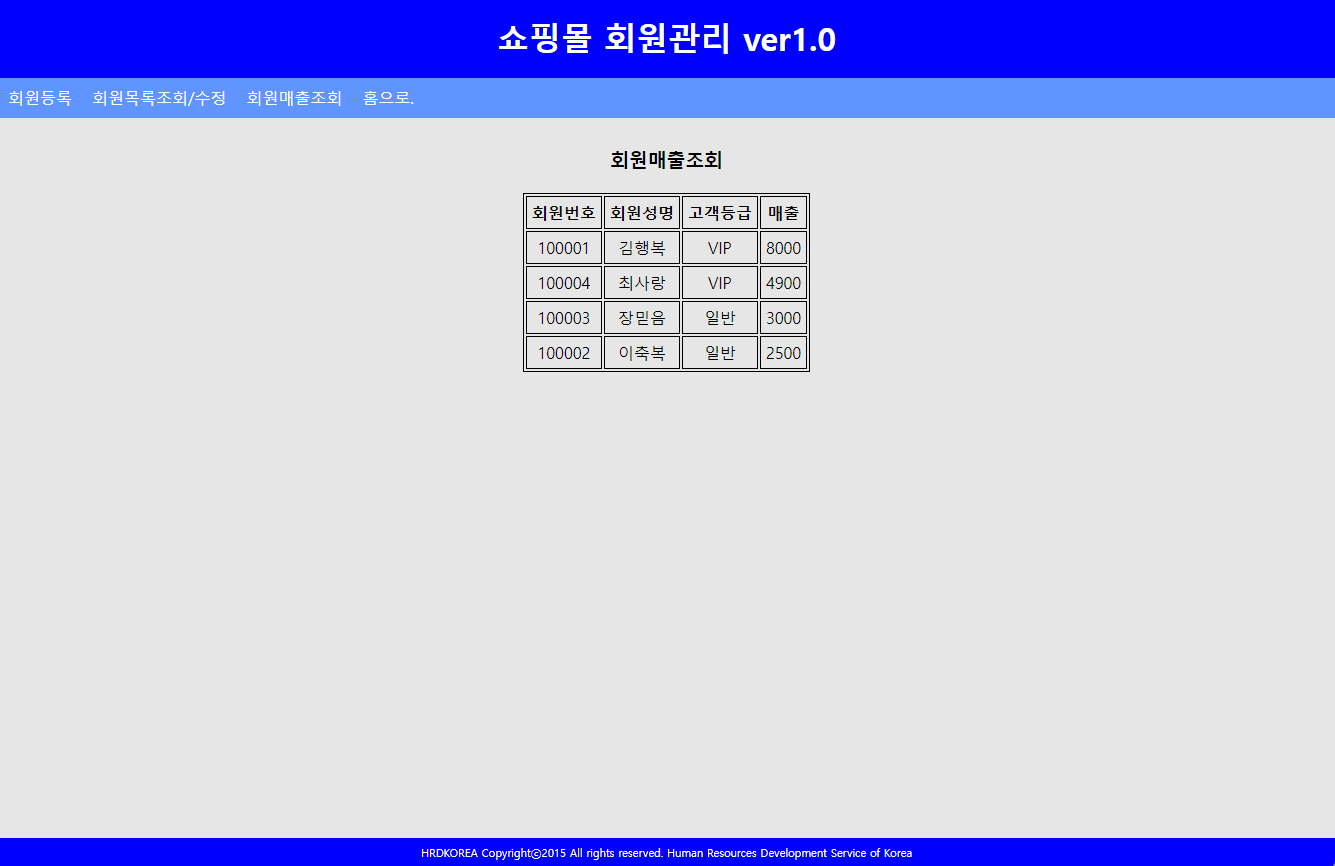 쇼핑몰 회원관리 ver1.0
회원등록 회원목록조회/수정 회원매출조회 홈으로.
회원매출조회
회원번호 회원성명 고객등급 매출
100001 김행복 VIP 8000
100004 최사랑 VIP 4900
100003 장믿음 일반 3000
100002 이축복 일반 2500
HRDKOREA Copyrightⓒ2015 All rights reserved. Human Resources Development Service of Korea